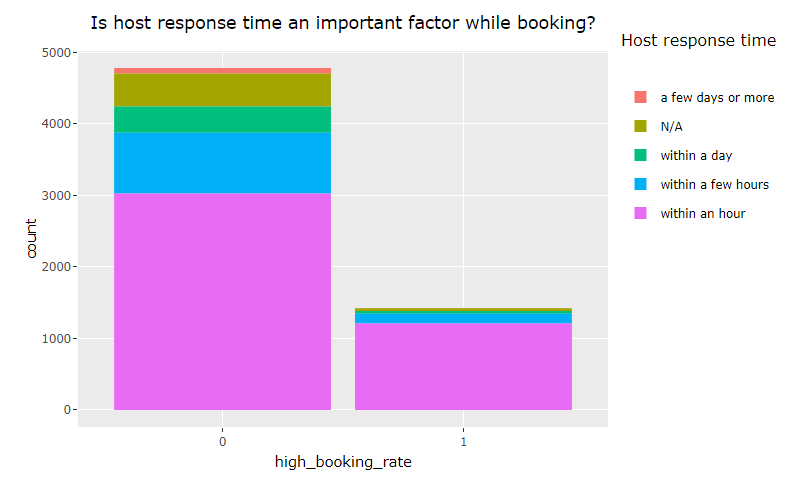 Is host response time an important factor while booking?
Host response time
a few days or more
N/A
within a day
within a few hours
within an hour
5000
4000
3000
2000
1000
0
count
0
1
high_booking_rate